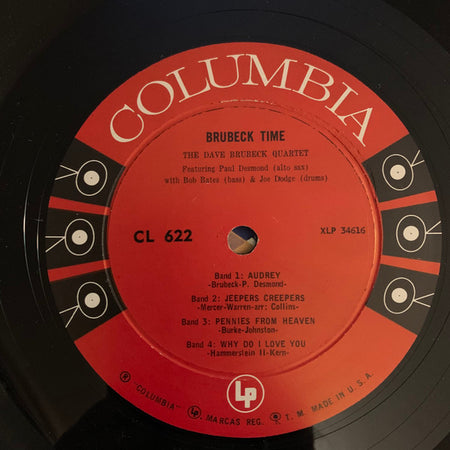 COLUMBIA
BRUBECK TIME
THE DAVE BRUBECK QUARTET
Featuring Paul Desmond (alto sax)
with Bob Bates (bass) & Joe Dodge (drums)
CL 622
XLP 34616
Band 1: AUDREY
-Brubeck-P. Desmond-
Band 2: JEEPERS CREEPERS
-Mercer-Warren-arr: Collins-
Band 3: PENNIES FROM HEAVEN
-Burke-Johnston-
Band 4: WHY DO I LOVE YOU
-Hammerstein II-Kern-
Lp
® "COLUMBIA" MARCAS REG. T. M. MADE IN U.S.A.